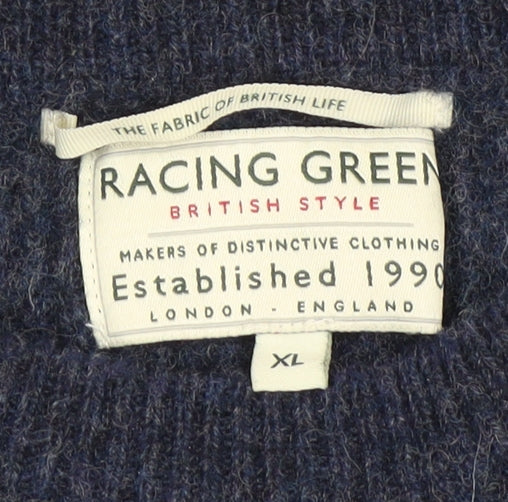 THE FABRIC OF BRITISH LIFE
RACING GREEN
BRITISH STYLE
MAKERS OF DISTINCTIVE CLOTHING
Established 1990
LONDON - ENGLAND
XL